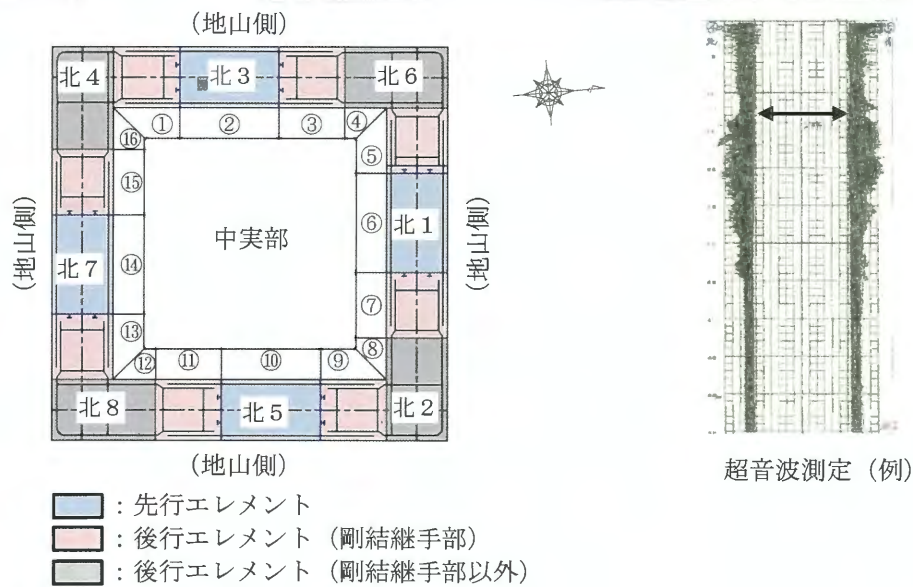 (地山側)
北4
北3
北6
①
②
③
④
⑯
⑤
⑮
⑥
北1
中実部
(地山側)
(地山側)
北7
⑭
⑦
⑬
⑧
⑫
⑪
⑩
⑨
北8
北5
北2
(地山側)
超音波測定（例）
：先行エレメント
：後行エレメント（剛結継手部）
：後行エレメント（剛結継手部以外）